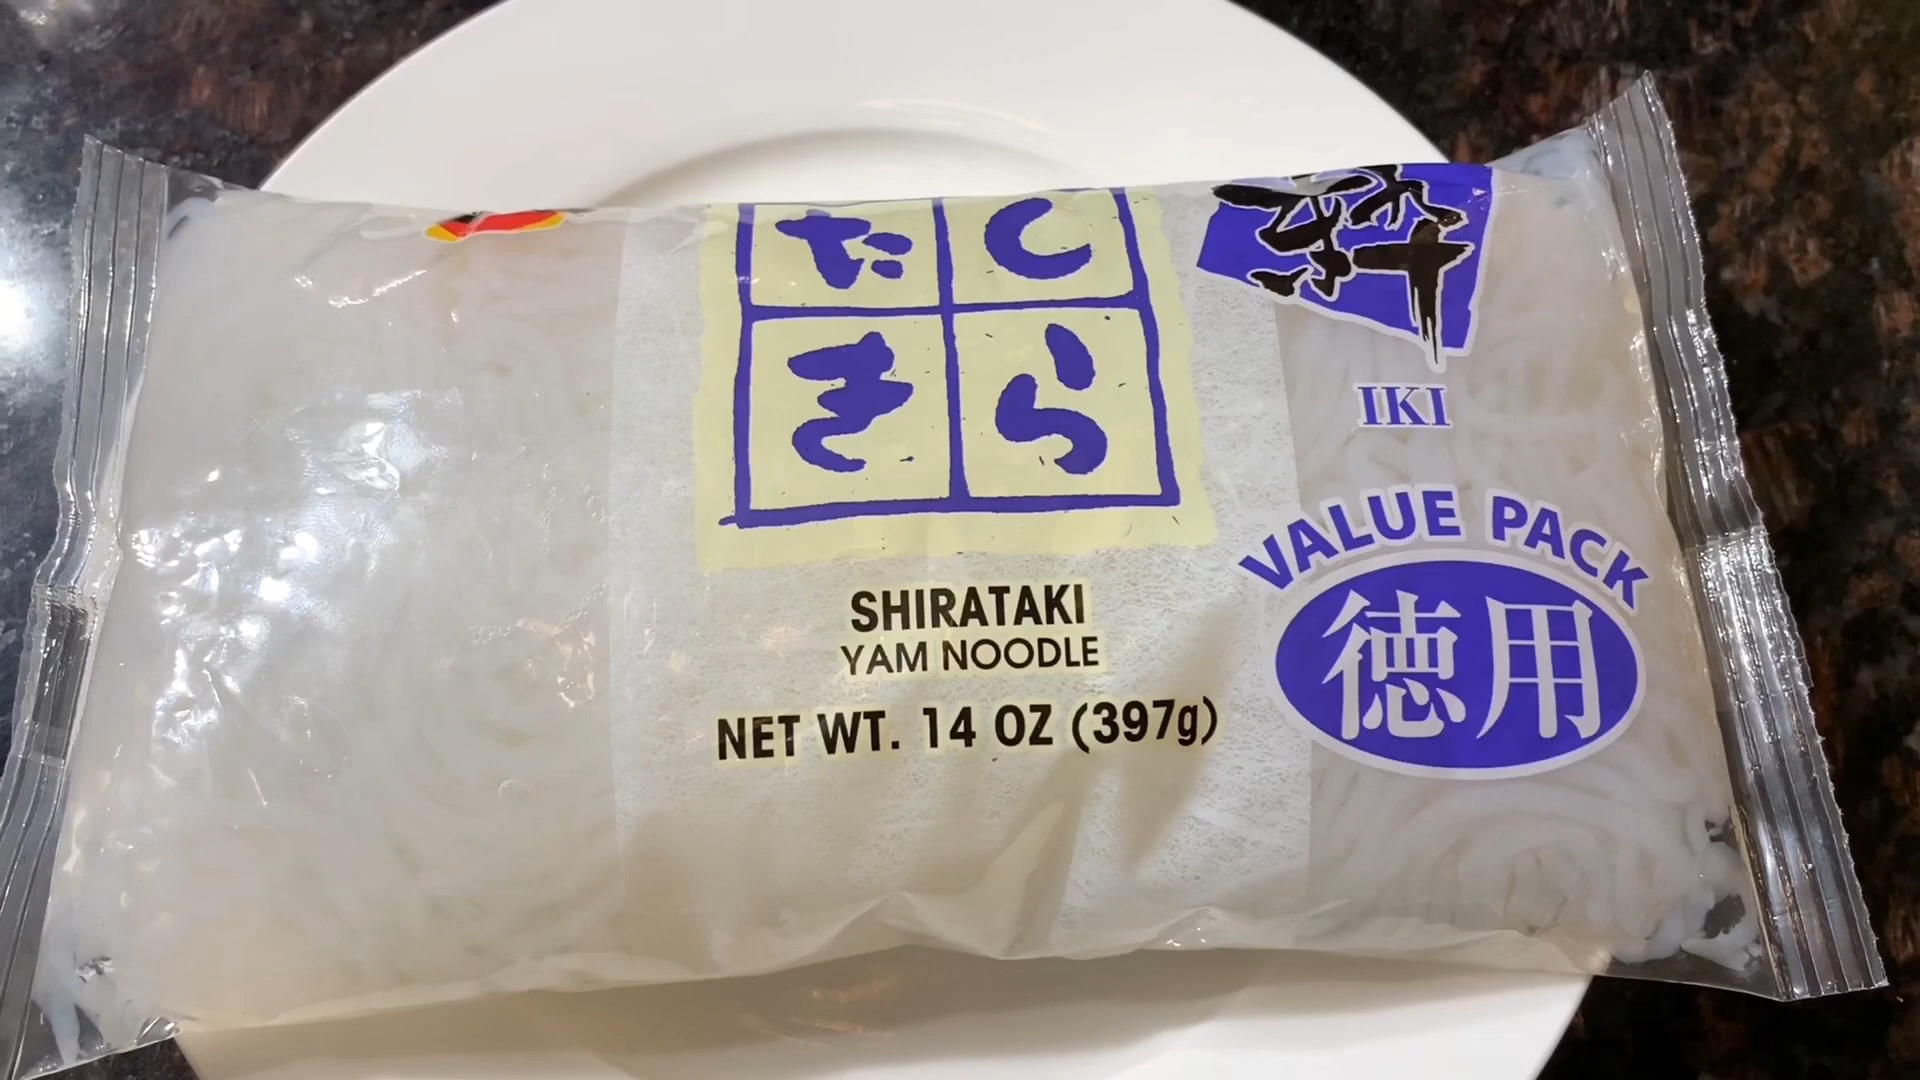 しら
たき
粋
IKI
VALUE PACK
徳用
SHIRATAKI
YAM NOODLE
NET WT. 14 OZ (397g)